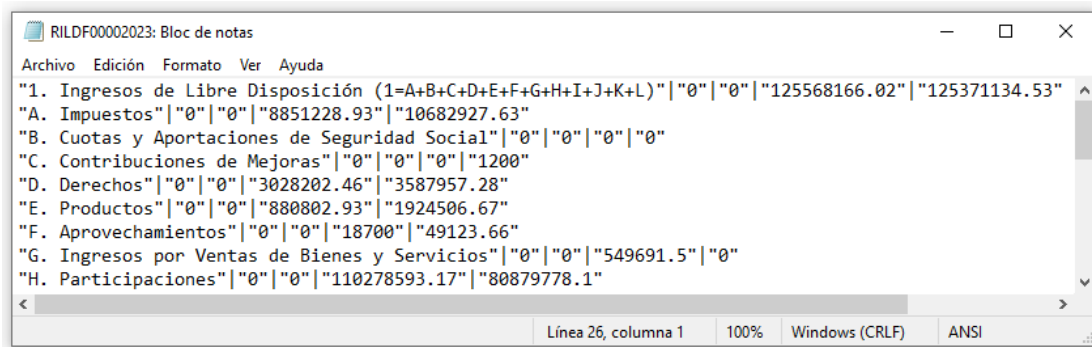 RILDF00002023: Bloc de notas
Archivo Edición Formato Ver Ayuda
"1. Ingresos de Libre Disposición (1=A+B+C+D+E+F+G+H+I+J+K+L)"|"0"|"0"|"125568166.02"|"125371134.53"
"A. Impuestos"|"0"|"0"|"8851228.93"|"10682927.63"
"B. Cuotas y Aportaciones de Seguridad Social"|"0"|"0"|"0"|"0"
"C. Contribuciones de Mejoras"|"0"|"0"|"0"|"1200"
"D. Derechos"|"0"|"0"|"3028202.46"|"3587957.28"
"E. Productos"|"0"|"0"|"880802.93"|"1924506.67"
"F. Aprovechamientos"|"0"|"0"|"18700"|"49123.66"
"G. Ingresos por Ventas de Bienes y Servicios"|"0"|"0"|"549691.5"|"0"
"H. Participaciones"|"0"|"0"|"110278593.17"|"80879778.1"
Línea 26, columna 1 100% Windows (CRLF) ANSI